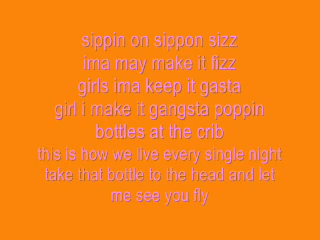 sippin on sippon sizz
ima may make it fizz
girls ima keep it gasta
girl i make it gangsta poppin
bottles at the crib
this is how we live every single night
take that bottle to the head and let
me see you fly